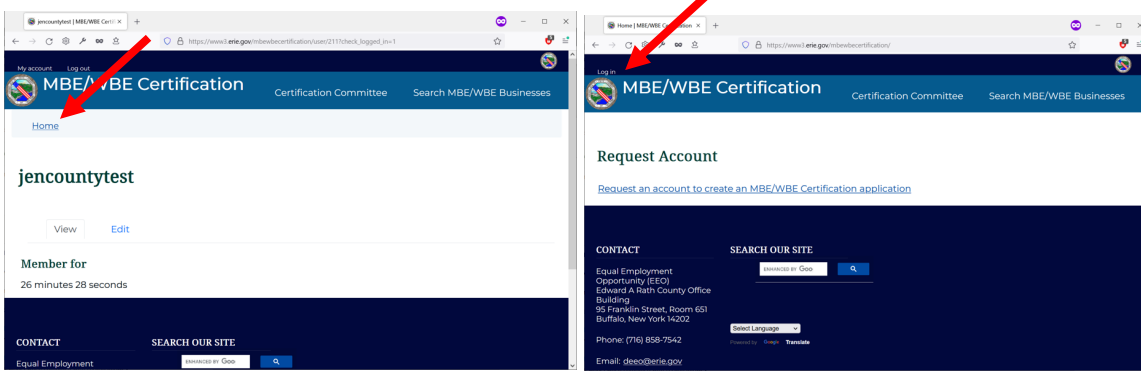 jencountytest | MBE/WBE Certifi
https://www3.erie.gov/mbewbecertification/user/211?check_logged_in=1
My account Log out
MBE/WBE Certification
Certification Committee
Search MBE/WBE Businesses
Home
jencountytest
View
Edit
Member for
26 minutes 28 seconds
CONTACT
SEARCH OUR SITE
Equal Employment
ENHANCED BY Goo
Home | MBE/WBE Certification
https://www3.erie.gov/mbewbecertification/
Log in
MBE/WBE Certification
Certification Committee
Search MBE/WBE Businesses
Request Account
Request an account to create an MBE/WBE Certification application
CONTACT
SEARCH OUR SITE
Equal Employment
Opportunity (EEO)
Edward A Rath County Office
Building
95 Franklin Street, Room 651
Buffalo, New York 14202
Phone: (716) 858-7542
Email: deeo@erie.gov
ENHANCED BY Goo
Select Language
Powered by Google Translate